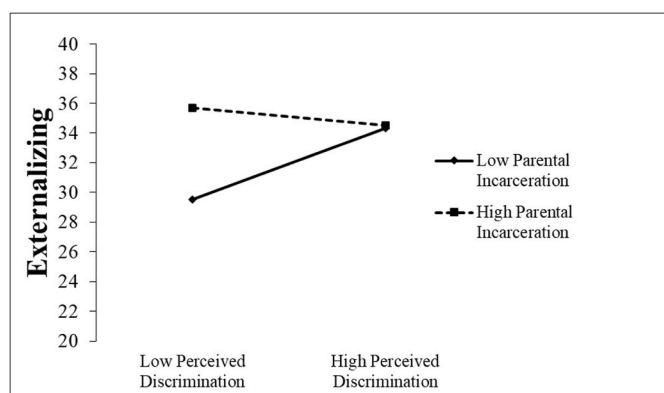 Externalizing
40
38
36
34
32
30
28
26
24
22
20
Low Perceived
Discrimination
High Perceived
Discrimination
Low Parental
Incarceration
High Parental
Incarceration